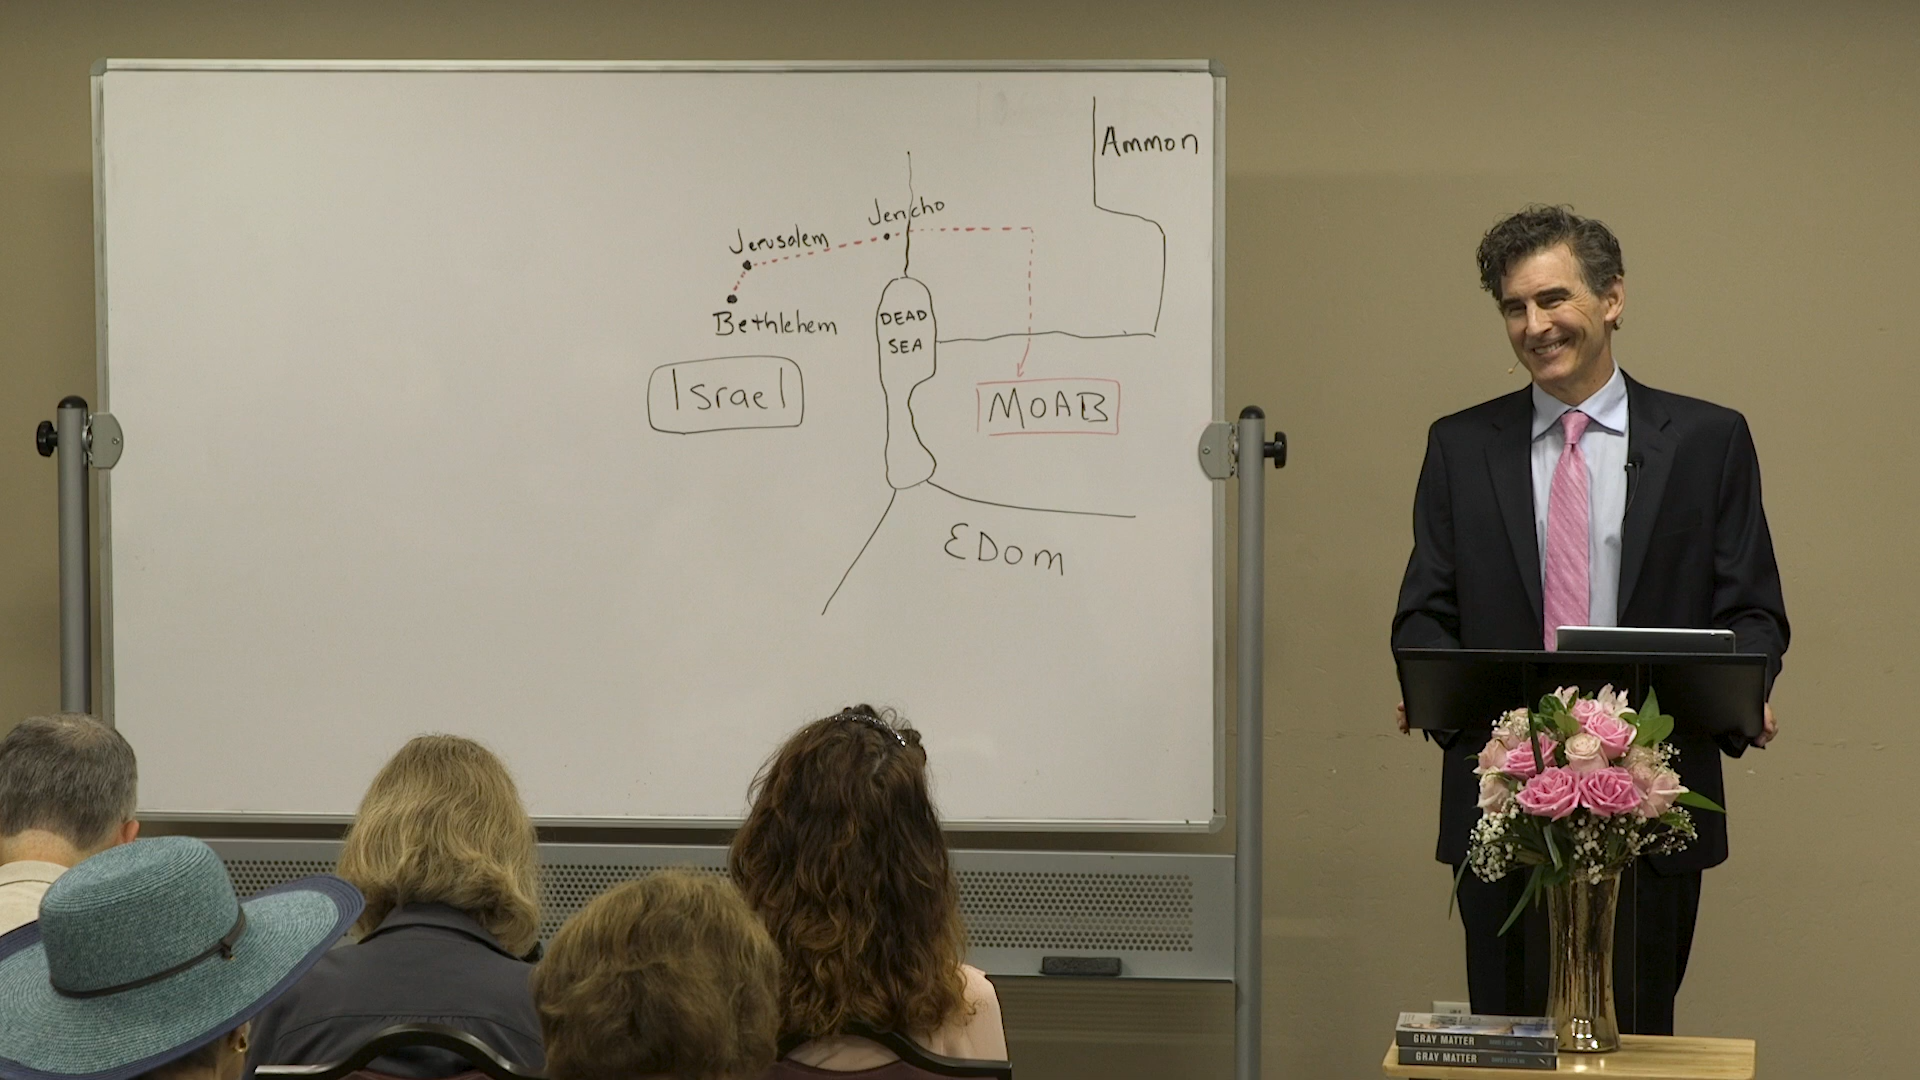 Ammon
Jericho
Jerusalem
Bethlehem
DEAD
SEA
Israel
MOAB
EDom
GRAY MATTER
GRAY MATTER